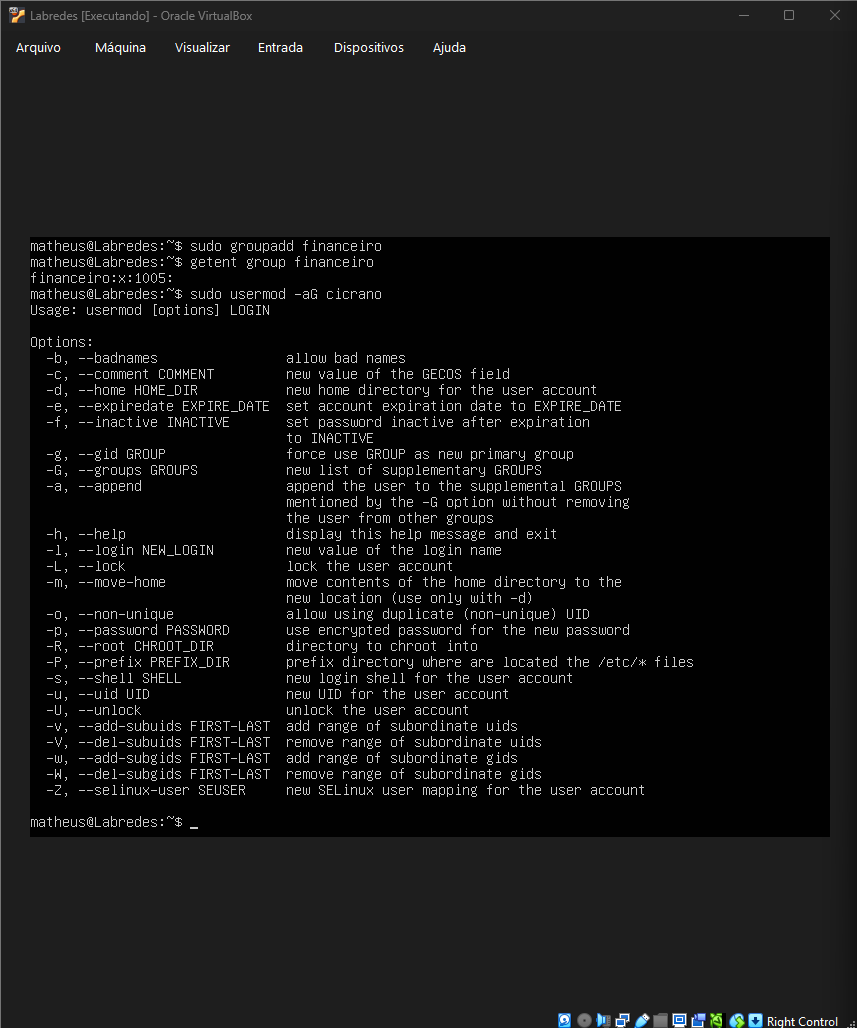 Labredes [Executando] - Oracle VirtualBox
Arquivo Máquina Visualizar Entrada Dispositivos Ajuda
matheus@Labredes:~$ sudo groupadd financeiro
matheus@Labredes:~$ getent group financeiro
financeiro:x:1005:
matheus@Labredes:~$ sudo usermod -aG cicrano
Usage: usermod [options] LOGIN
Options:
-b, --badnames allow bad names
-c, --comment COMMENT new value of the GECOS field
-d, --home HOME_DIR new home directory for the user account
-e, --expiredate EXPIRE_DATE set account expiration date to EXPIRE_DATE
-f, --inactive INACTIVE set password inactive after expiration
to INACTIVE
-g, --gid GROUP force use GROUP as new primary group
-G, --groups GROUPS new list of supplementary GROUPS
-a, --append append the user to the supplemental GROUPS
mentioned by the -G option without removing
the user from other groups
-h, --help display this help message and exit
-l, --login NEW_LOGIN new value of the login name
-L, --lock lock the user account
-m, --move-home move contents of the home directory to the
new location (use only with -d)
-o, --non-unique allow using duplicate (non-unique) UID
-p, --password PASSWORD use encrypted password for the new password
-R, --root CHROOT_DIR directory to chroot into
-P, --prefix PREFIX_DIR prefix directory where are located the /etc/* files
-s, --shell SHELL new login shell for the user account
-u, --uid UID new UID for the user account
-U, --unlock unlock the user account
-v, --add-subuids FIRST-LAST add range of subordinate uids
-V, --del-subuids FIRST-LAST remove range of subordinate uids
-w, --add-subgids FIRST-LAST add range of subordinate gids
-W, --del-subgids FIRST-LAST remove range of subordinate gids
-Z, --selinux-user SEUSER new SELinux user mapping for the user account
matheus@Labredes:~$ _
Right Control